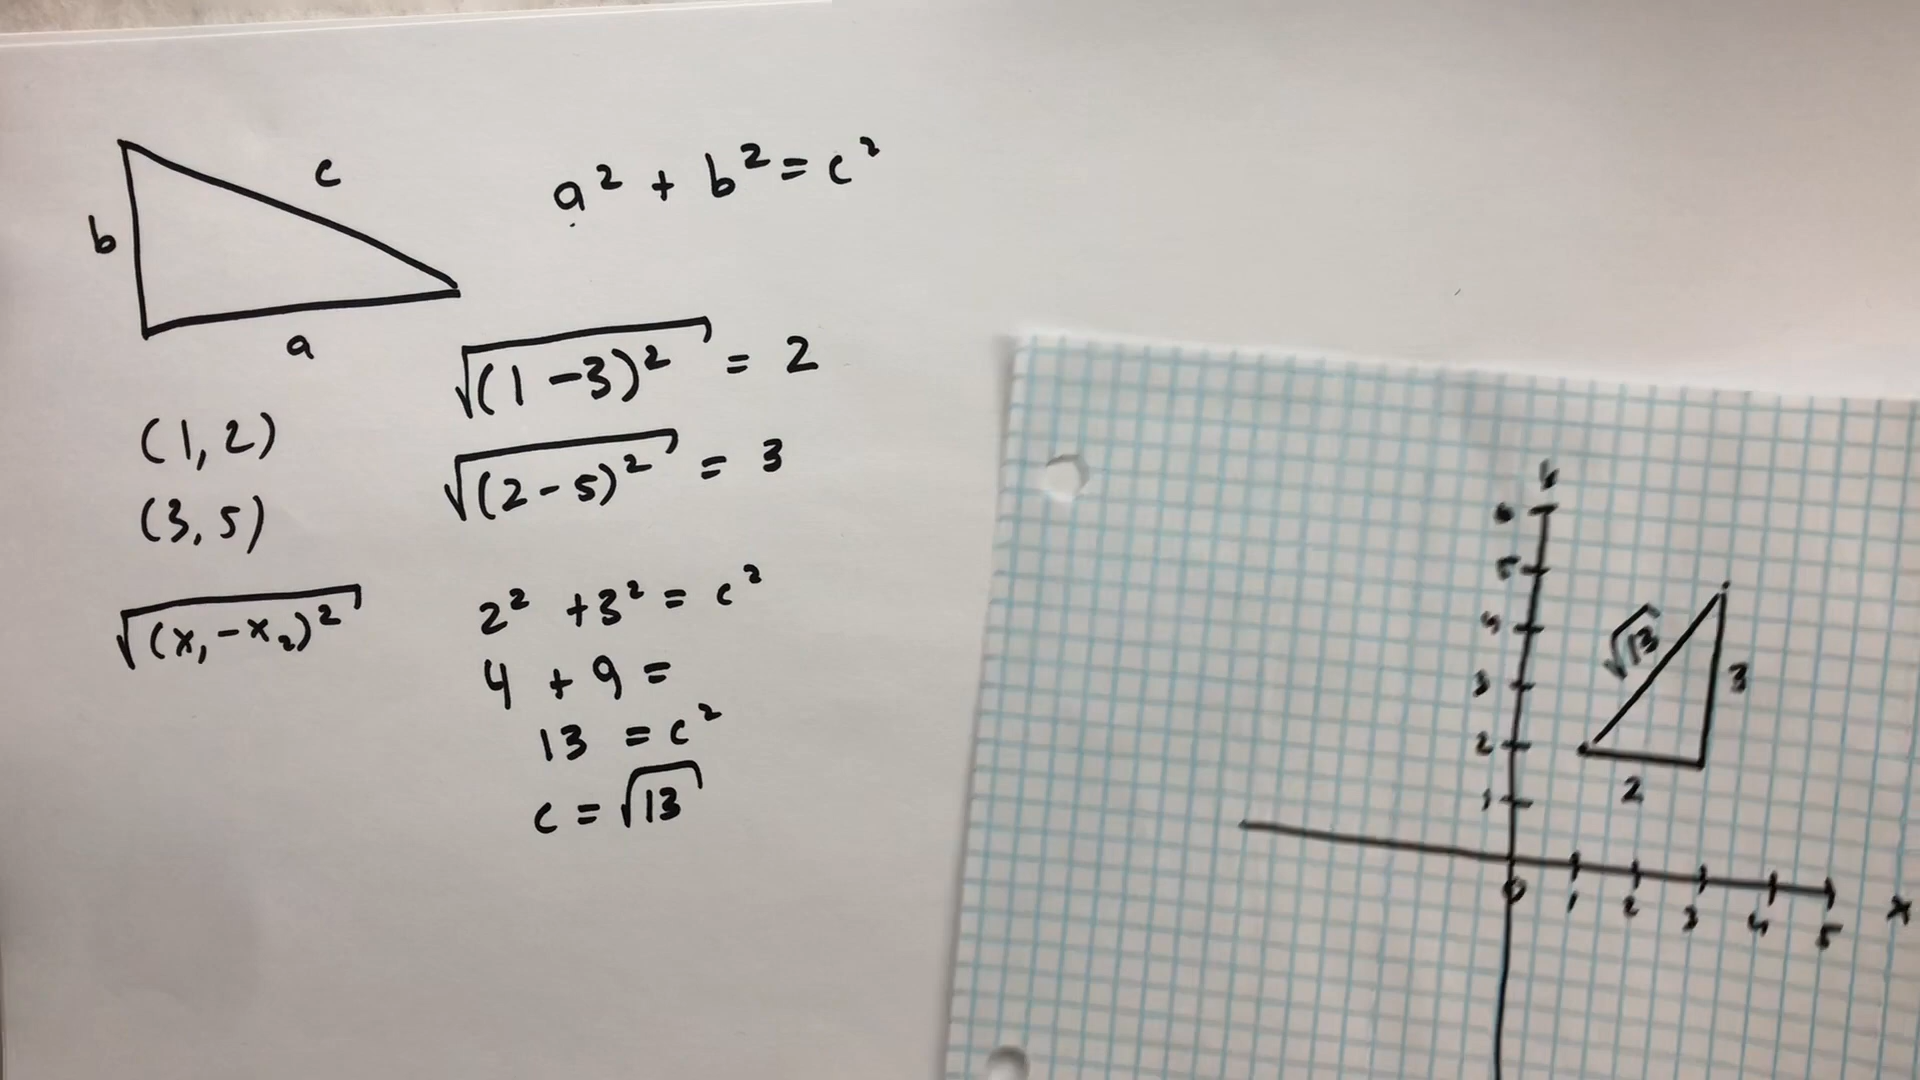 c
a² + b² = c²
b
a
√(1 - 3)² = 2
(1, 2)
√(2 - 5)² = 3
(3, 5)
√(x₁ - x₂)²
2² + 3² = c²
4 + 9 =
13 = c²
c = √13
6
5
4
3
2
1
√13
3
2
0 1 2 3 4 5 x